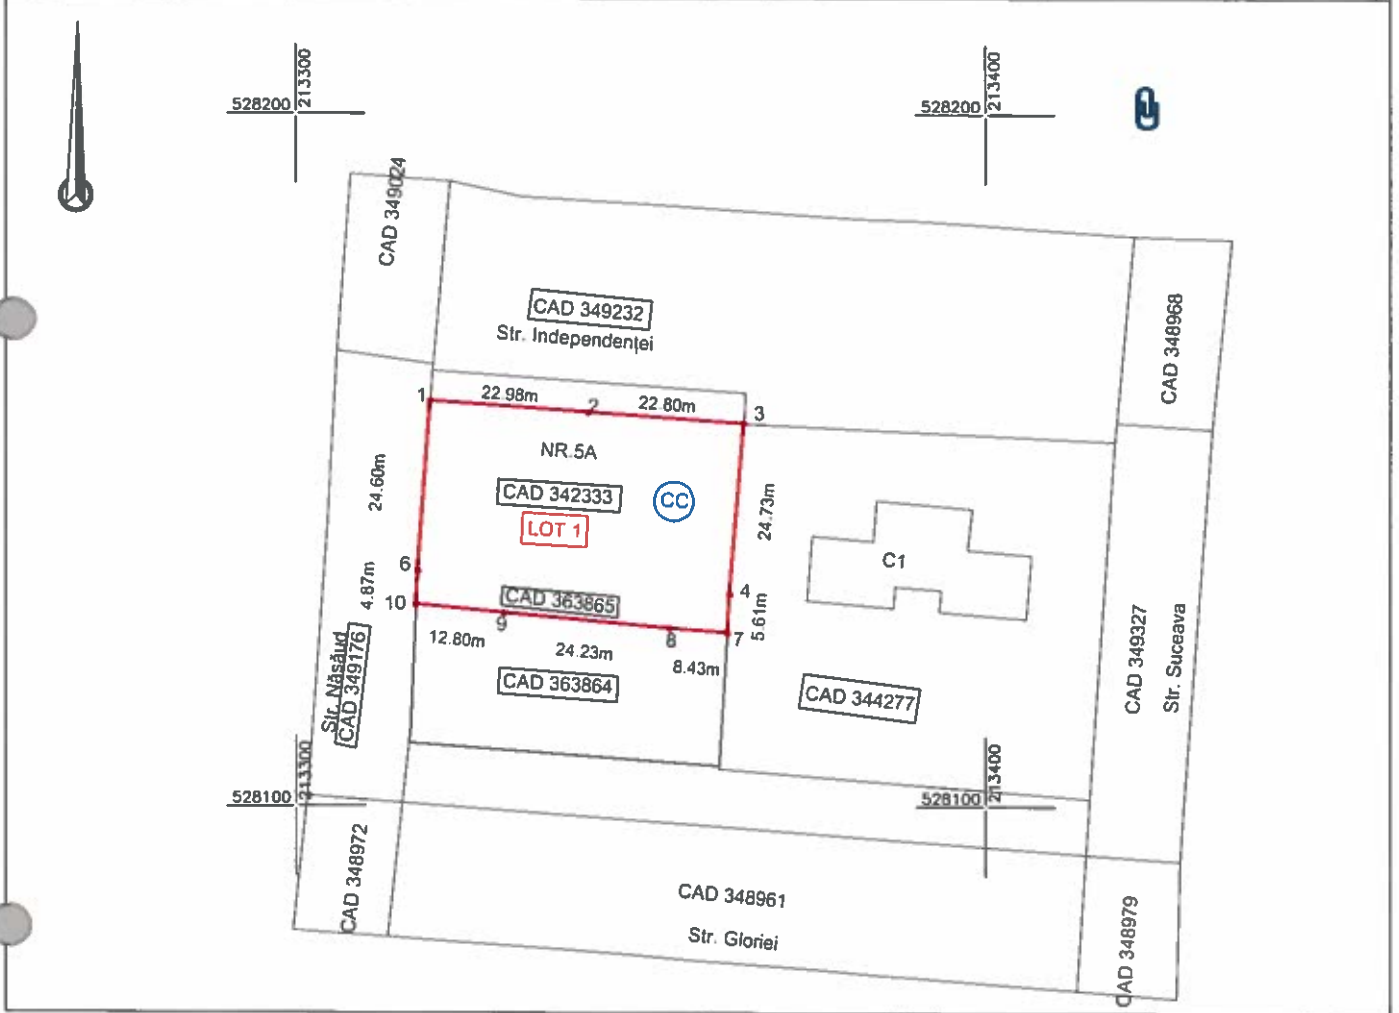 213300
528200
213400
528200
CAD 349024
CAD 349232
Str. Independenței
CAD 348968
1
22.98m
2
22.80m
3
NR.5A
24.60m
CAD 342333
CC
24.73m
LOT 1
C1
6
4.87m
CAD 363865
4
5.61m
10
9
8
7
12.80m
24.23m
8.43m
CAD 363864
CAD 344277
Str. Năsăud
CAD 349176
CAD 349327
Str. Suceava
213300
528100
213400
528100
CAD 348972
CAD 348961
Str. Gloriei
CAD 348979